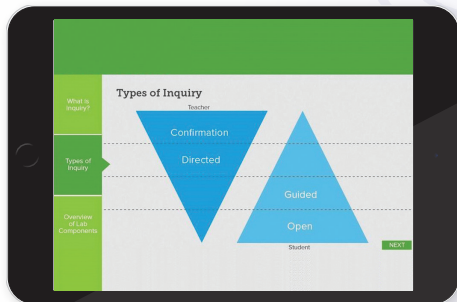 What is
Inquiry?
Types of
Inquiry
Overview
of Lab
Components
Types of Inquiry
Teacher
Confirmation
Directed
Guided
Open
Student
NEXT